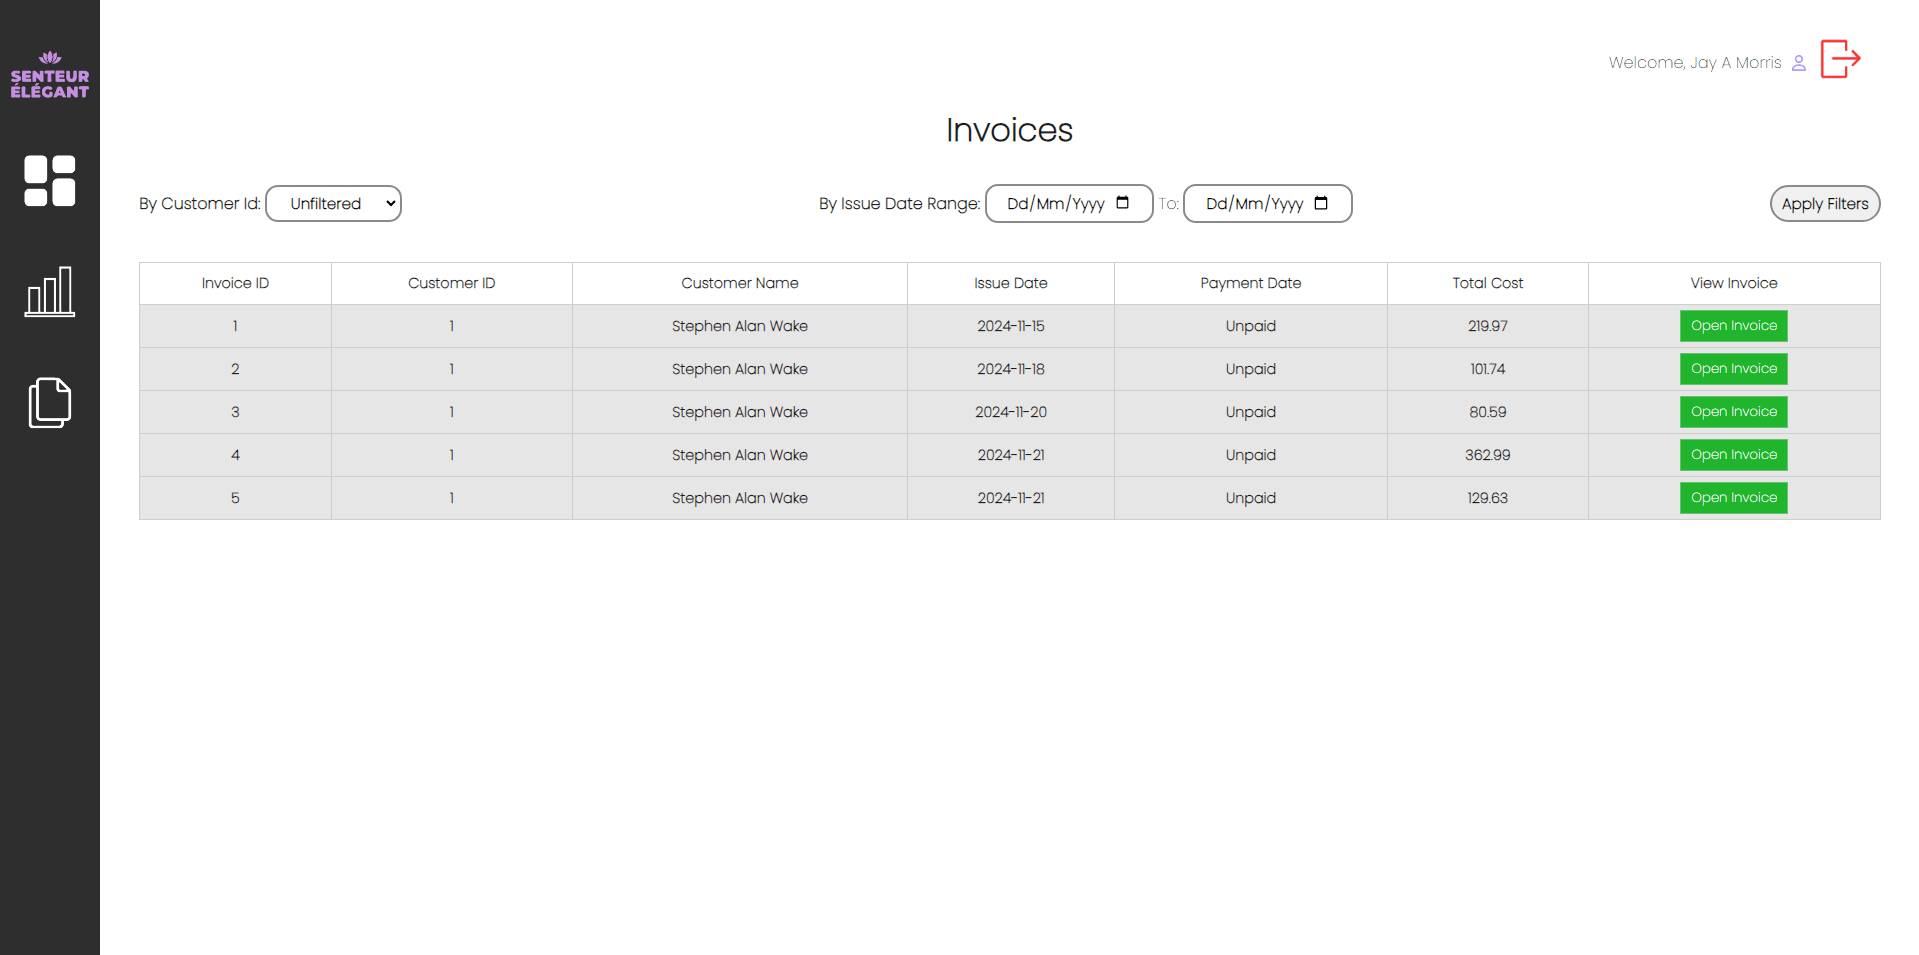 SENTEUR
ÉLÉGANT
Welcome, Jay A Morris
Invoices
By Customer Id: Unfiltered By Issue Date Range: Dd/Mm/Yyyy To: Dd/Mm/Yyyy Apply Filters
Invoice ID Customer ID Customer Name Issue Date Payment Date Total Cost View Invoice
1 1 Stephen Alan Wake 2024-11-15 Unpaid 219.97 Open Invoice
2 1 Stephen Alan Wake 2024-11-18 Unpaid 101.74 Open Invoice
3 1 Stephen Alan Wake 2024-11-20 Unpaid 80.59 Open Invoice
4 1 Stephen Alan Wake 2024-11-21 Unpaid 362.99 Open Invoice
5 1 Stephen Alan Wake 2024-11-21 Unpaid 129.63 Open Invoice